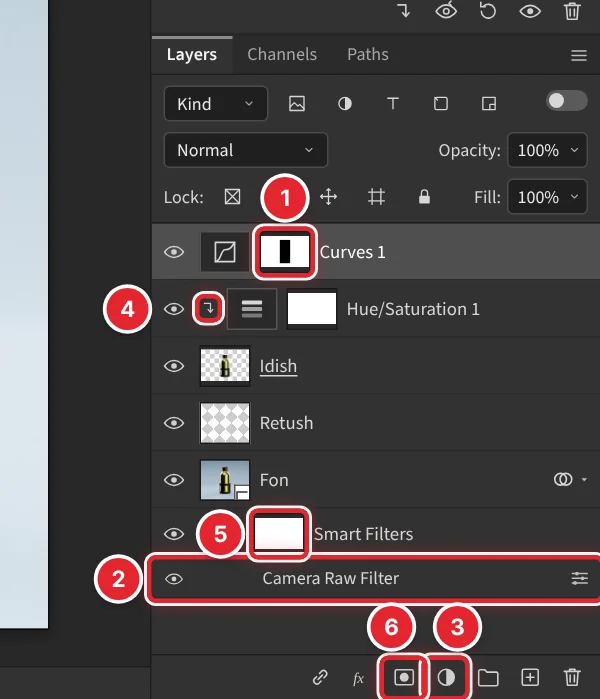 Layers Channels Paths
Kind
Normal Opacity: 100%
Lock: Fill: 100%
1
Curves 1
4 Hue/Saturation 1
Idish
Retush
Fon
5 Smart Filters
2 Camera Raw Filter
6 3
fx